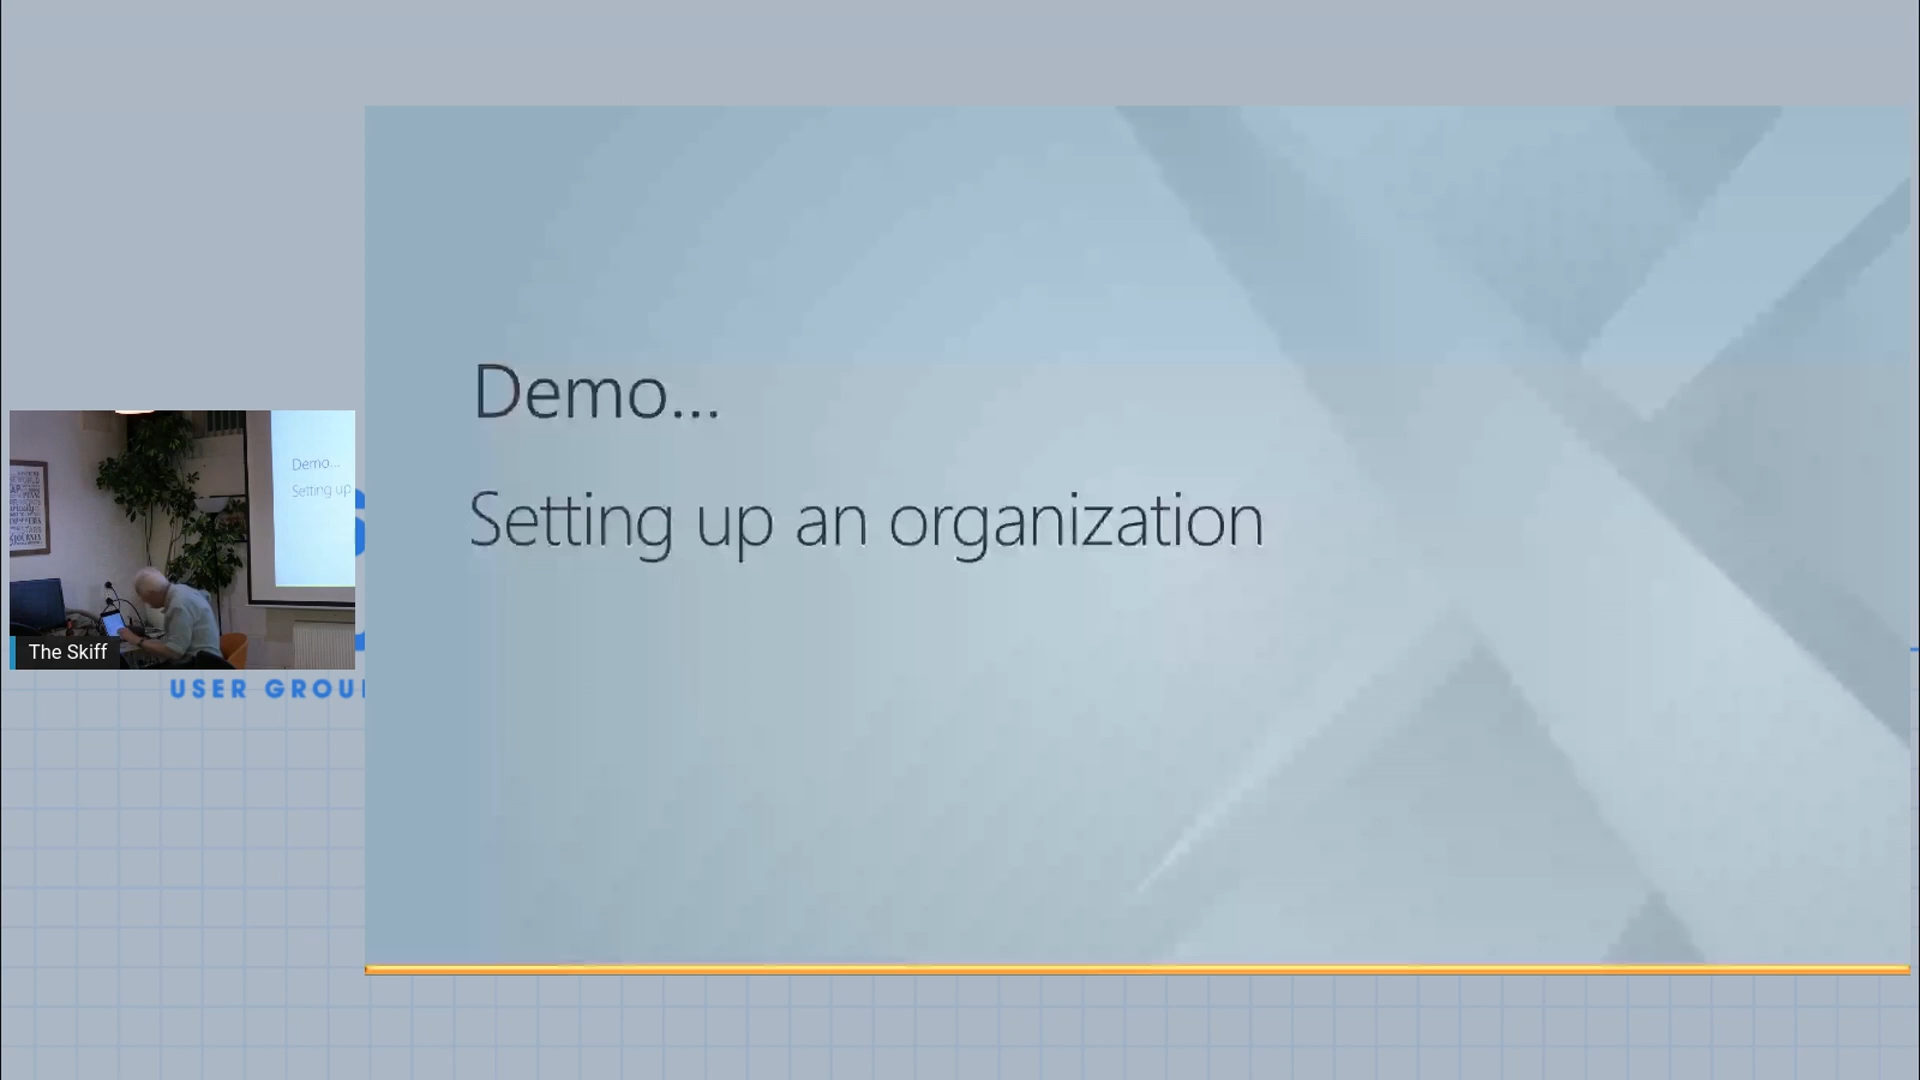 Demo...
Setting up an organization
Demo...
Setting up
The Skiff
USER GROU